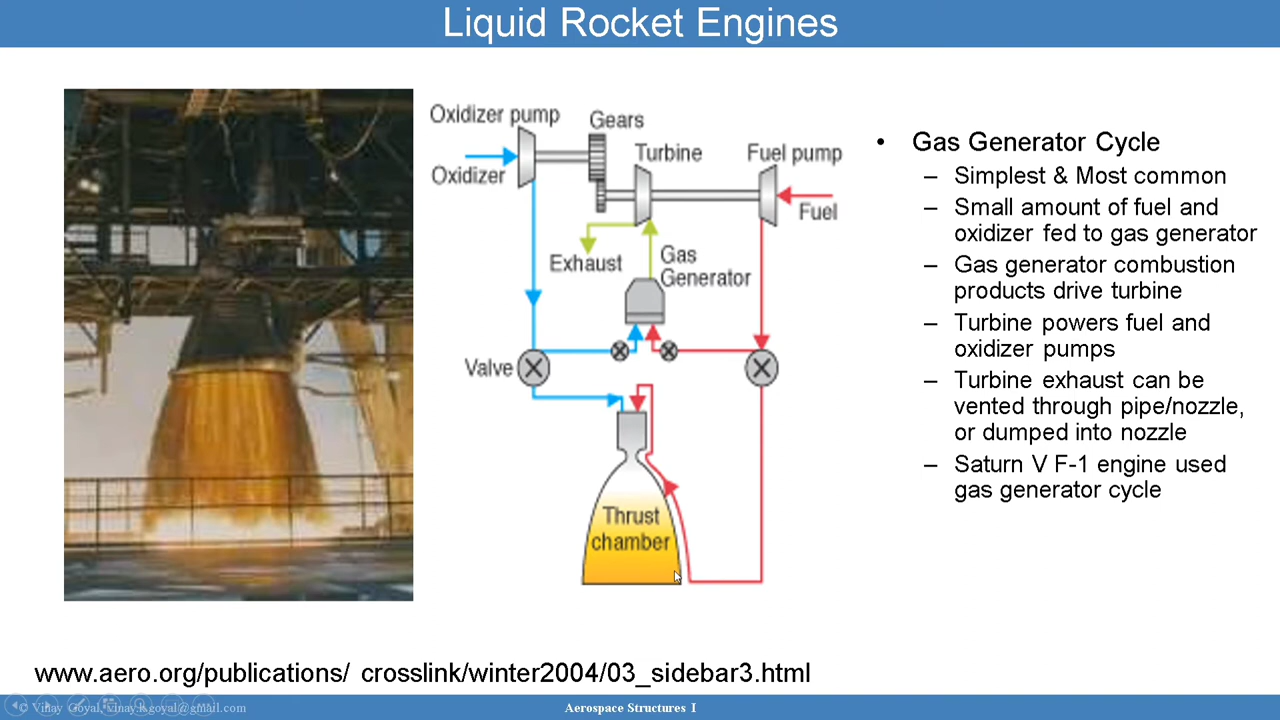 Liquid Rocket Engines
Oxidizer pump
Gears
Turbine
Fuel pump
Oxidizer
Fuel
Exhaust
Gas
Generator
Valve
Thrust
chamber
• Gas Generator Cycle
– Simplest & Most common
– Small amount of fuel and
oxidizer fed to gas generator
– Gas generator combustion
products drive turbine
– Turbine powers fuel and
oxidizer pumps
– Turbine exhaust can be
vented through pipe/nozzle,
or dumped into nozzle
– Saturn V F-1 engine used
gas generator cycle
www.aero.org/publications/ crosslink/winter2004/03_sidebar3.html
© Vinay Goyal, vinay.k.goyal@gmail.com
Aerospace Structures I